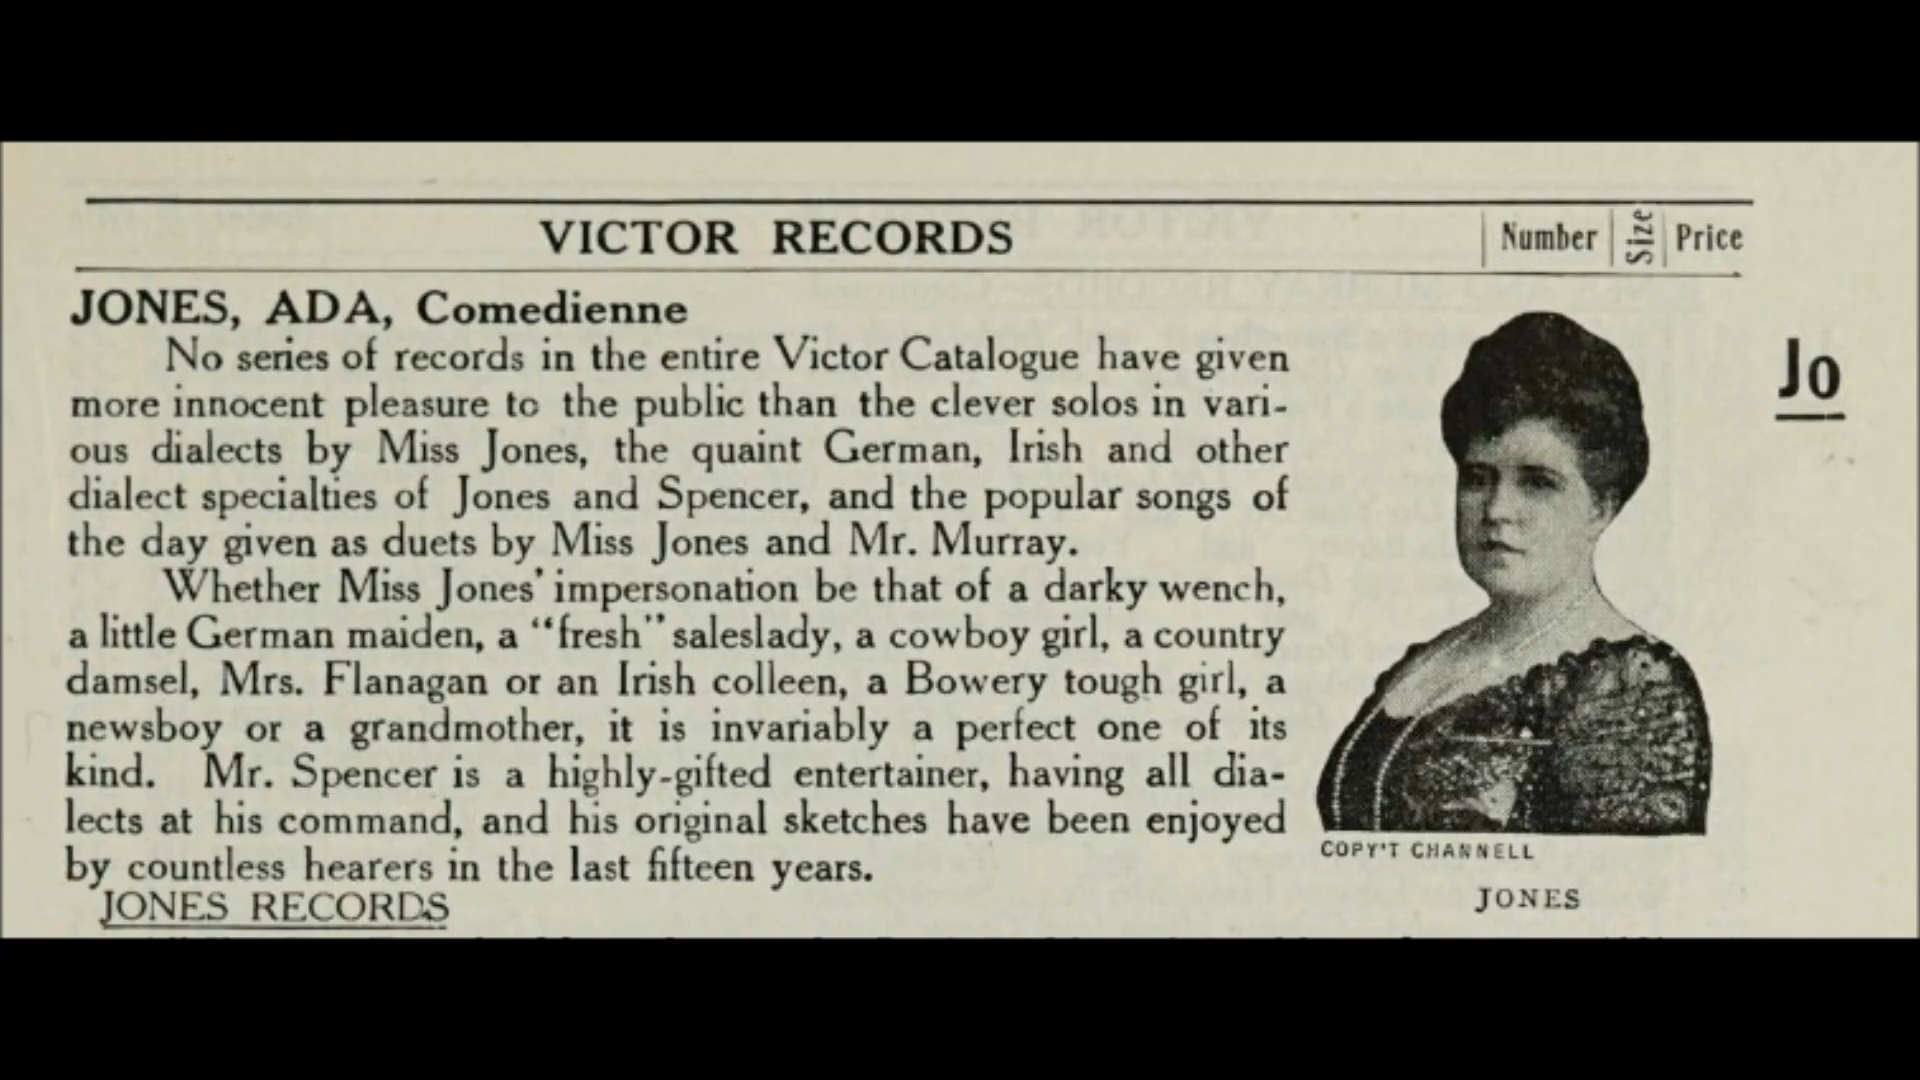 VICTOR RECORDS
Number
Size
Price
JONES, ADA, Comedienne
No series of records in the entire Victor Catalogue have given
more innocent pleasure to the public than the clever solos in vari-
ous dialects by Miss Jones, the quaint German, Irish and other
dialect specialties of Jones and Spencer, and the popular songs of
the day given as duets by Miss Jones and Mr. Murray.
Whether Miss Jones' impersonation be that of a darky wench,
a little German maiden, a "fresh" saleslady, a cowboy girl, a country
damsel, Mrs. Flanagan or an Irish colleen, a Bowery tough girl, a
newsboy or a grandmother, it is invariably a perfect one of its
kind. Mr. Spencer is a highly-gifted entertainer, having all dia-
lects at his command, and his original sketches have been enjoyed
by countless hearers in the last fifteen years.
JONES RECORDS
COPY'T CHANNELL
JONES
Jo